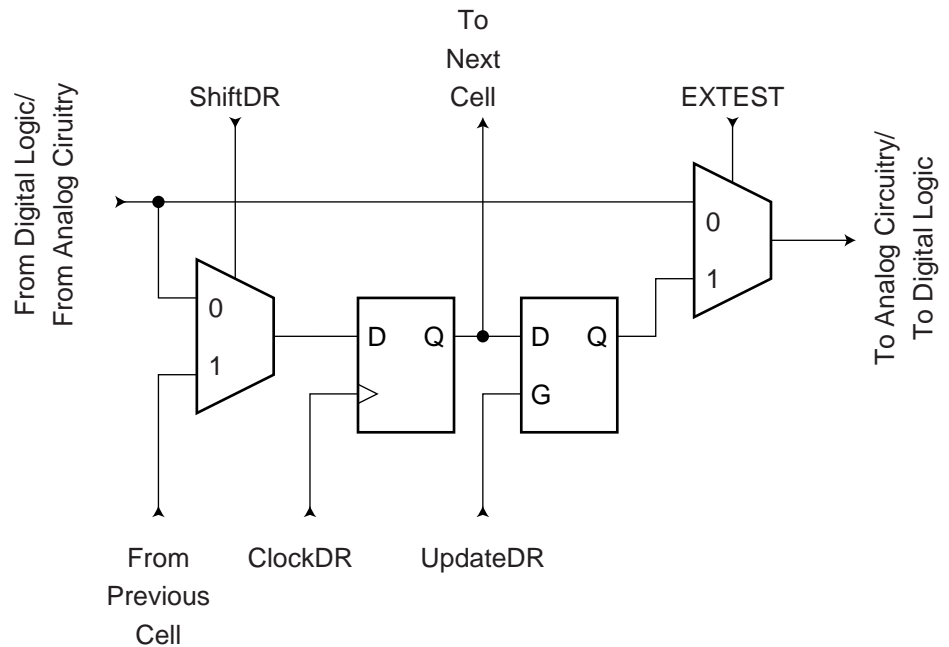 To
Next
Cell
ShiftDR
EXTEST
From Digital Logic/
From Analog Ciruitry
To Analog Circuitry/
To Digital Logic
0
1
0
1
D
Q
D
Q
G
From
Previous
Cell
ClockDR
UpdateDR